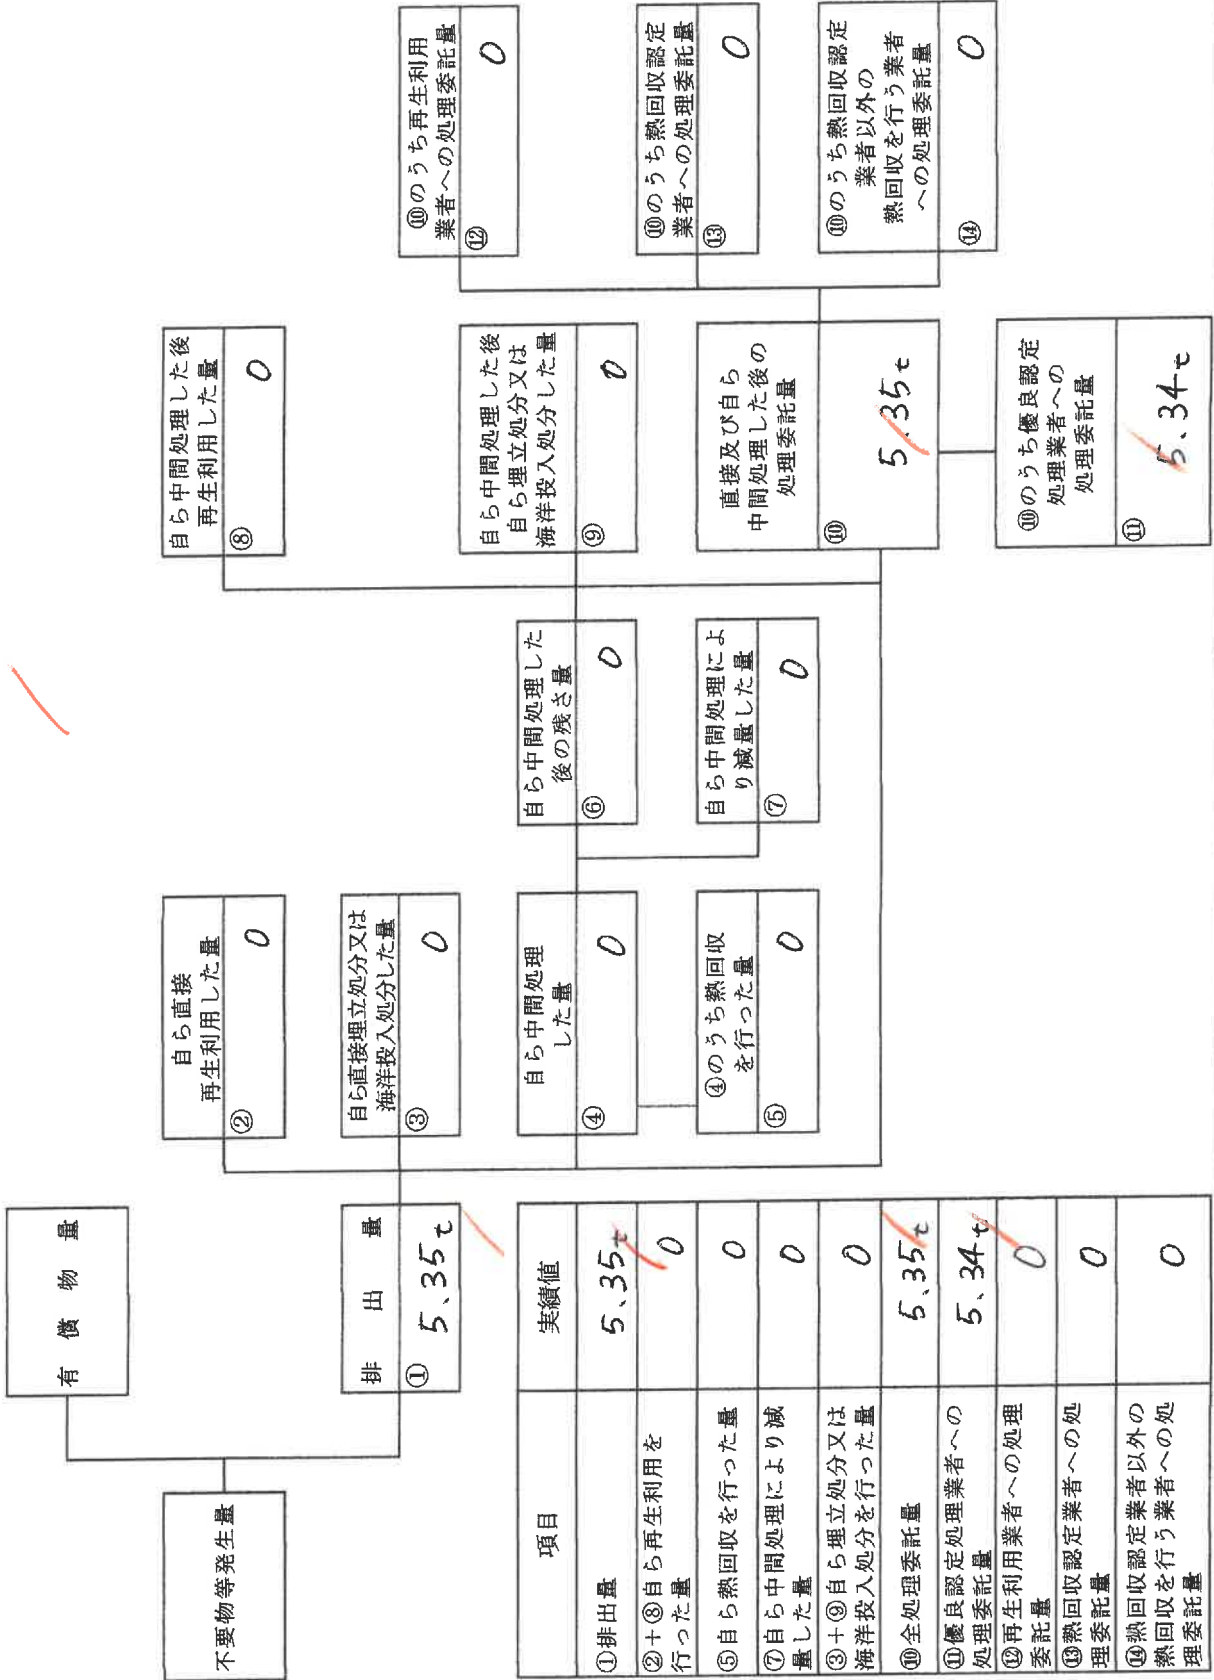 不要物等発生量
有償物量
排出量
① 5.35t
自ら直接
再生利用した量
② 0
自ら直接埋立処分又は
海洋投入処分した量
③ 0
自ら中間処理
した量
④ 0
④のうち熱回収
を行った量
⑤ 0
自ら中間処理した
後の残さ量
⑥ 0
自ら中間処理によ
り減量した量
⑦ 0
自ら中間処理した後
再生利用した量
⑧ 0
自ら中間処理した後
自ら埋立処分又は
海洋投入処分した量
⑨ 0
直接及び自ら
中間処理した後の
処理委託量
⑩ 5.35t
⑩のうち優良認定
処理業者への
処理委託量
⑪ 5.34t
⑩のうち再生利用
業者への処理委託量
⑫ 0
⑩のうち熱回収認定
業者への処理委託量
⑬ 0
⑩のうち熱回収認定
業者以外の
熱回収を行う業者
への処理委託量
⑭ 0
項目 実績値
①排出量 5.35t
②+⑧自ら再生利用を
行った量 0
⑤自ら熱回収を行った量 0
⑦自ら中間処理により減
量した量 0
③+⑨自ら埋立処分又は
海洋投入処分を行った量 0
⑩全処理委託量 5.35t
⑪優良認定処理業者への
処理委託量 5.34t
⑫再生利用業者への処理
委託量 0
⑬熱回収認定業者への処
理委託量 0
⑭熱回収認定業者以外の
熱回収を行う業者への処
理委託量 0